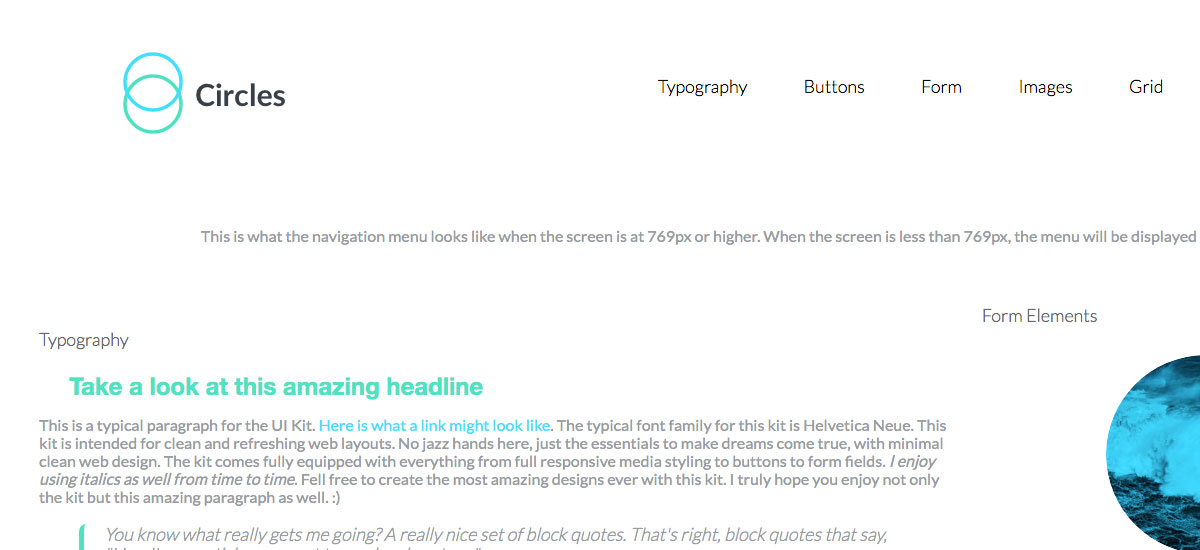 Circles
Typography Buttons Form Images Grid
This is what the navigation menu looks like when the screen is at 769px or higher. When the screen is less than 769px, the menu will be displayed
Form Elements
Typography
Take a look at this amazing headline
This is a typical paragraph for the UI Kit. Here is what a link might look like. The typical font family for this kit is Helvetica Neue. This
kit is intended for clean and refreshing web layouts. No jazz hands here, just the essentials to make dreams come true, with minimal
clean web design. The kit comes fully equipped with everything from full responsive media styling to buttons to form fields. I enjoy
using italics as well from time to time. Fell free to create the most amazing designs ever with this kit. I truly hope you enjoy not only
the kit but this amazing paragraph as well. :)
You know what really gets me going? A really nice set of block quotes. That's right, block quotes that say,